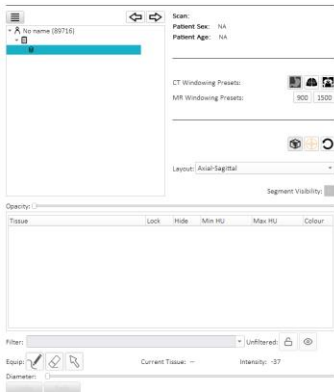 Scan:
Patient Sex: NA
Patient Age: NA
No name (89716)
CT Windowing Presets:
MR Windowing Presets: 900 1500
Layout: Axial-Sagittal
Segment Visibility:
Opacity:
Tissue Lock Hide Min HU Max HU Colour
Filter: Unfiltered:
Equip: Current Tissue: -- Intensity: -37
Diameter: